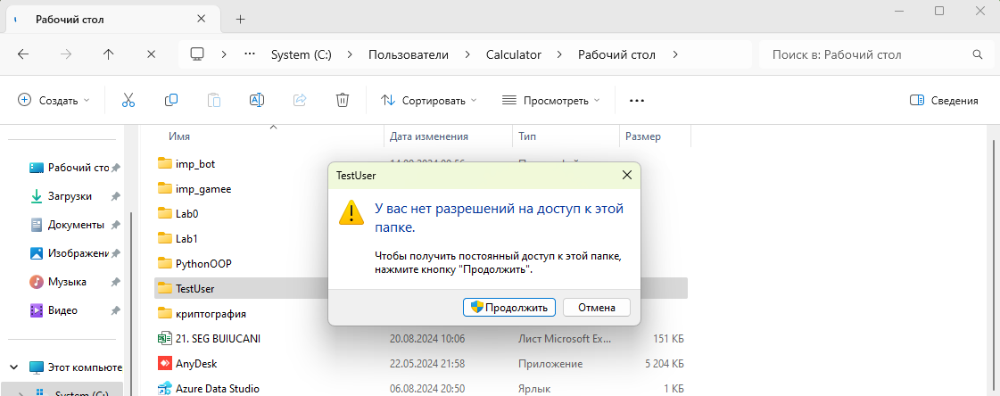 Рабочий стол
System (C:) Пользователи Calculator Рабочий стол
Поиск в: Рабочий стол
Создать Сортировать Просмотреть Сведения
Имя Дата изменения Тип Размер
Рабочий сто
Загрузки
Документы
Изображени
Музыка
Видео
Этот компьюте
System (C:)
imp_bot
imp_gamee
Lab0
Lab1
PythonOOP
TestUser
криптография
21. SEG BUIUCANI 20.08.2024 10:06 Лист Microsoft Ex... 151 КБ
AnyDesk 22.05.2024 21:58 Приложение 5 204 КБ
Azure Data Studio 06.08.2024 20:50 Ярлык 1 КБ
TestUser
У вас нет разрешений на доступ к этой
папке.
Чтобы получить постоянный доступ к этой папке,
нажмите кнопку "Продолжить".
Продолжить Отмена